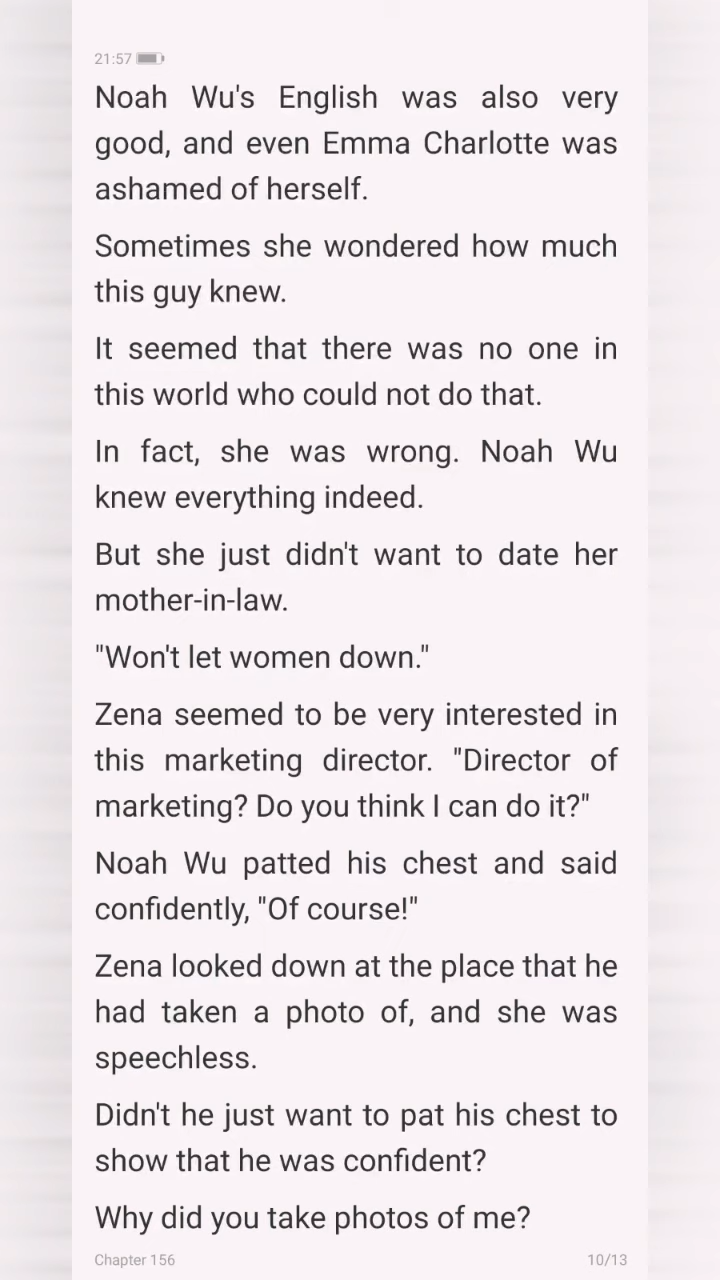 21:57
Noah Wu's English was also very
good, and even Emma Charlotte was
ashamed of herself.
Sometimes she wondered how much
this guy knew.
It seemed that there was no one in
this world who could not do that.
In fact, she was wrong. Noah Wu
knew everything indeed.
But she just didn't want to date her
mother-in-law.
"Won't let women down."
Zena seemed to be very interested in
this marketing director. "Director of
marketing? Do you think I can do it?"
Noah Wu patted his chest and said
confidently, "Of course!"
Zena looked down at the place that he
had taken a photo of, and she was
speechless.
Didn't he just want to pat his chest to
show that he was confident?
Why did you take photos of me?
Chapter 156 10/13